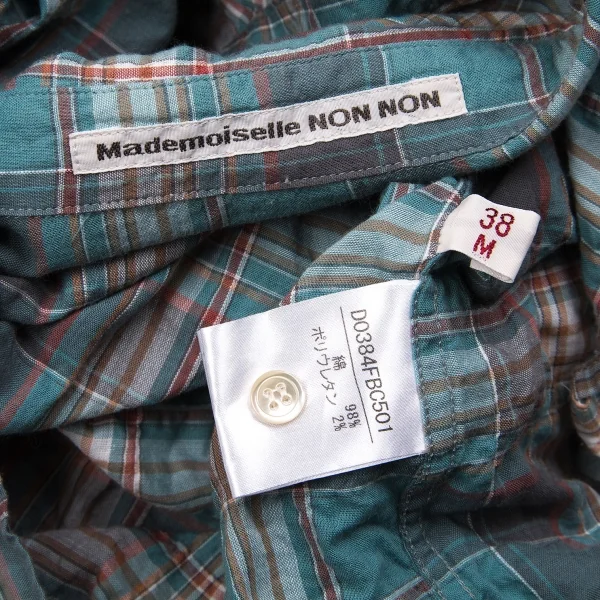 Mademoiselle NON NON
38
M
D0384FBC501
綿 98%
ポリウレタン 2%